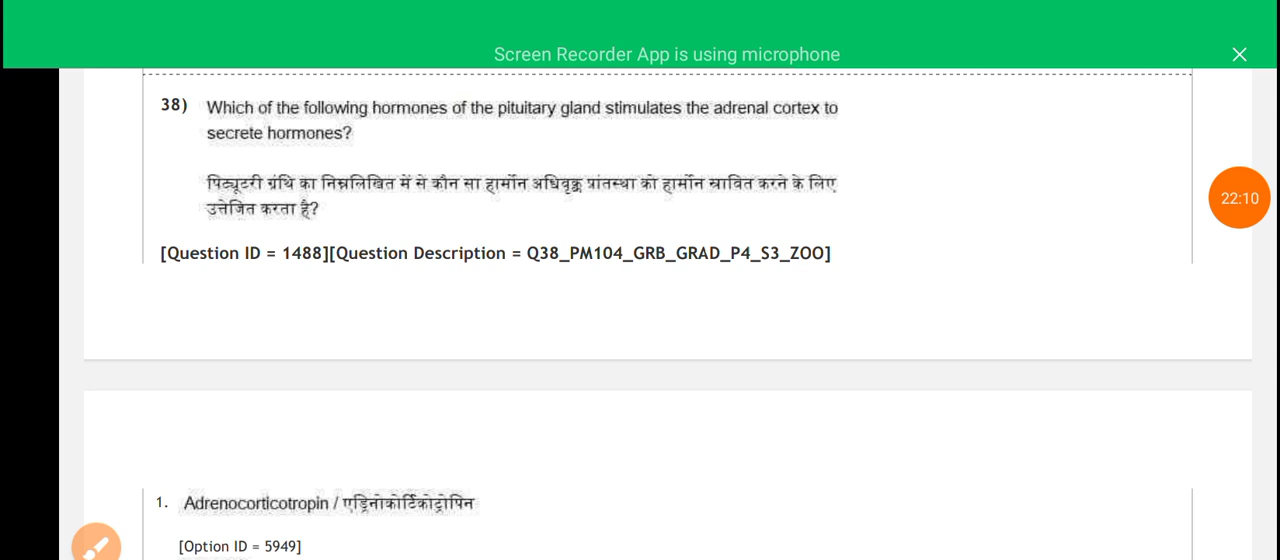 Screen Recorder App is using microphone
38) Which of the following hormones of the pituitary gland stimulates the adrenal cortex to
secrete hormones?
पिट्यूटरी ग्रंथि का निम्नलिखित में से कौन सा हार्मोन अधिवृक्क प्रांतस्था को हार्मोन स्रावित करने के लिए
उत्तेजित करता है?
22:10
[Question ID = 1488][Question Description = Q38_PM104_GRB_GRAD_P4_S3_ZOO]
1. Adrenocorticotropin / एड्रिनोकोर्टिकोट्रोपिन
[Option ID = 5949]